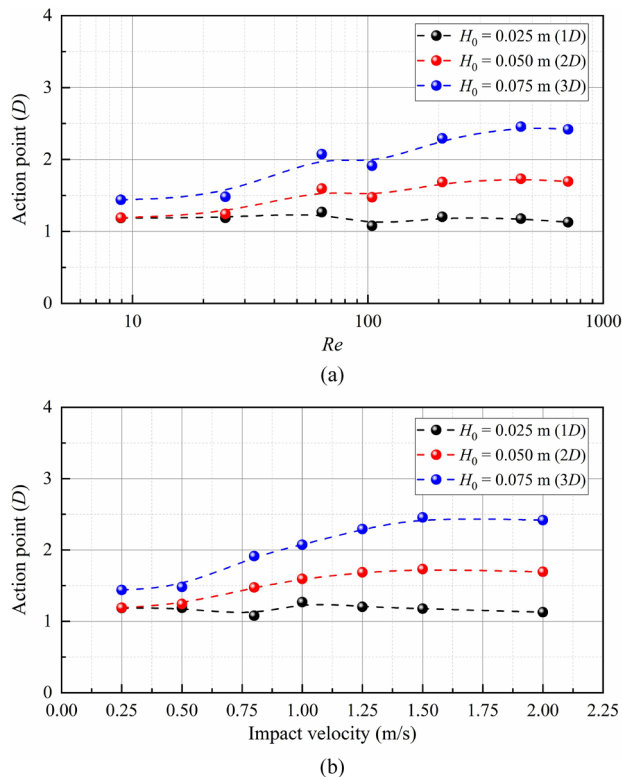 4
3
2
1
0
Action point (D)
H₀ = 0.025 m (1D)
H₀ = 0.050 m (2D)
H₀ = 0.075 m (3D)
10 100 1000
Re
(a)
4
3
2
1
0
Action point (D)
H₀ = 0.025 m (1D)
H₀ = 0.050 m (2D)
H₀ = 0.075 m (3D)
0.00 0.25 0.50 0.75 1.00 1.25 1.50 1.75 2.00 2.25
Impact velocity (m/s)
(b)